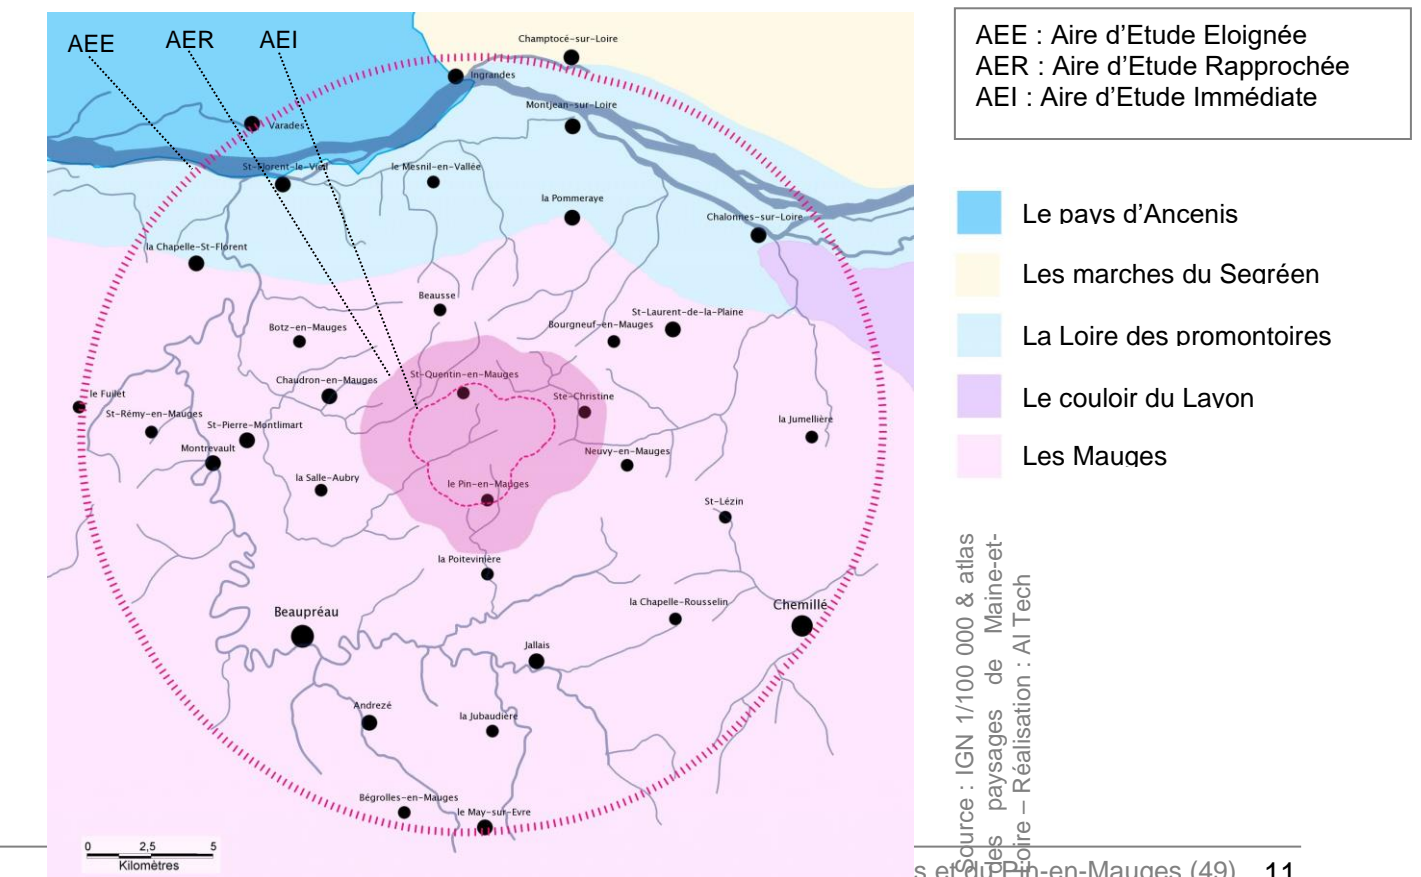 AEE
AER
AEI
AEE : Aire d’Etude Eloignée
AER : Aire d’Etude Rapprochée
AEI : Aire d’Etude Immédiate
Champtocé-sur-Loire
Ingrandes
Montjean-sur-Loire
Varades
St-Florent-le-Vieil
le Mesnil-en-Vallée
la Pommeraye
Chalonnes-sur-Loire
la Chapelle-St-Florent
Beausse
St-Laurent-de-la-Plaine
Botz-en-Mauges
Bourgneuf-en-Mauges
St-Quentin-en-Mauges
Chaudron-en-Mauges
Ste-Christine
le Fuilet
St-Rémy-en-Mauges
la Jumellière
St-Pierre-Montlimart
Montrevault
Neuvy-en-Mauges
la Salle-Aubry
le Pin-en-Mauges
St-Lézin
la Poitevinière
la Chapelle-Rousselin
Chemillé
Beaupréau
Jallais
Andrezé
la Jubaudière
Bégrolles-en-Mauges
le May-sur-Evre
0 2,5 5
Kilomètres
Le pays d’Ancenis
Les marches du Segréen
La Loire des promontoires
Le couloir du Layon
Les Mauges
Source : IGN 1/100 000 & atlas
des paysages de Maine-et-
Loire – Réalisation : AI Tech
s et du Pin-en-Mauges (49) 11